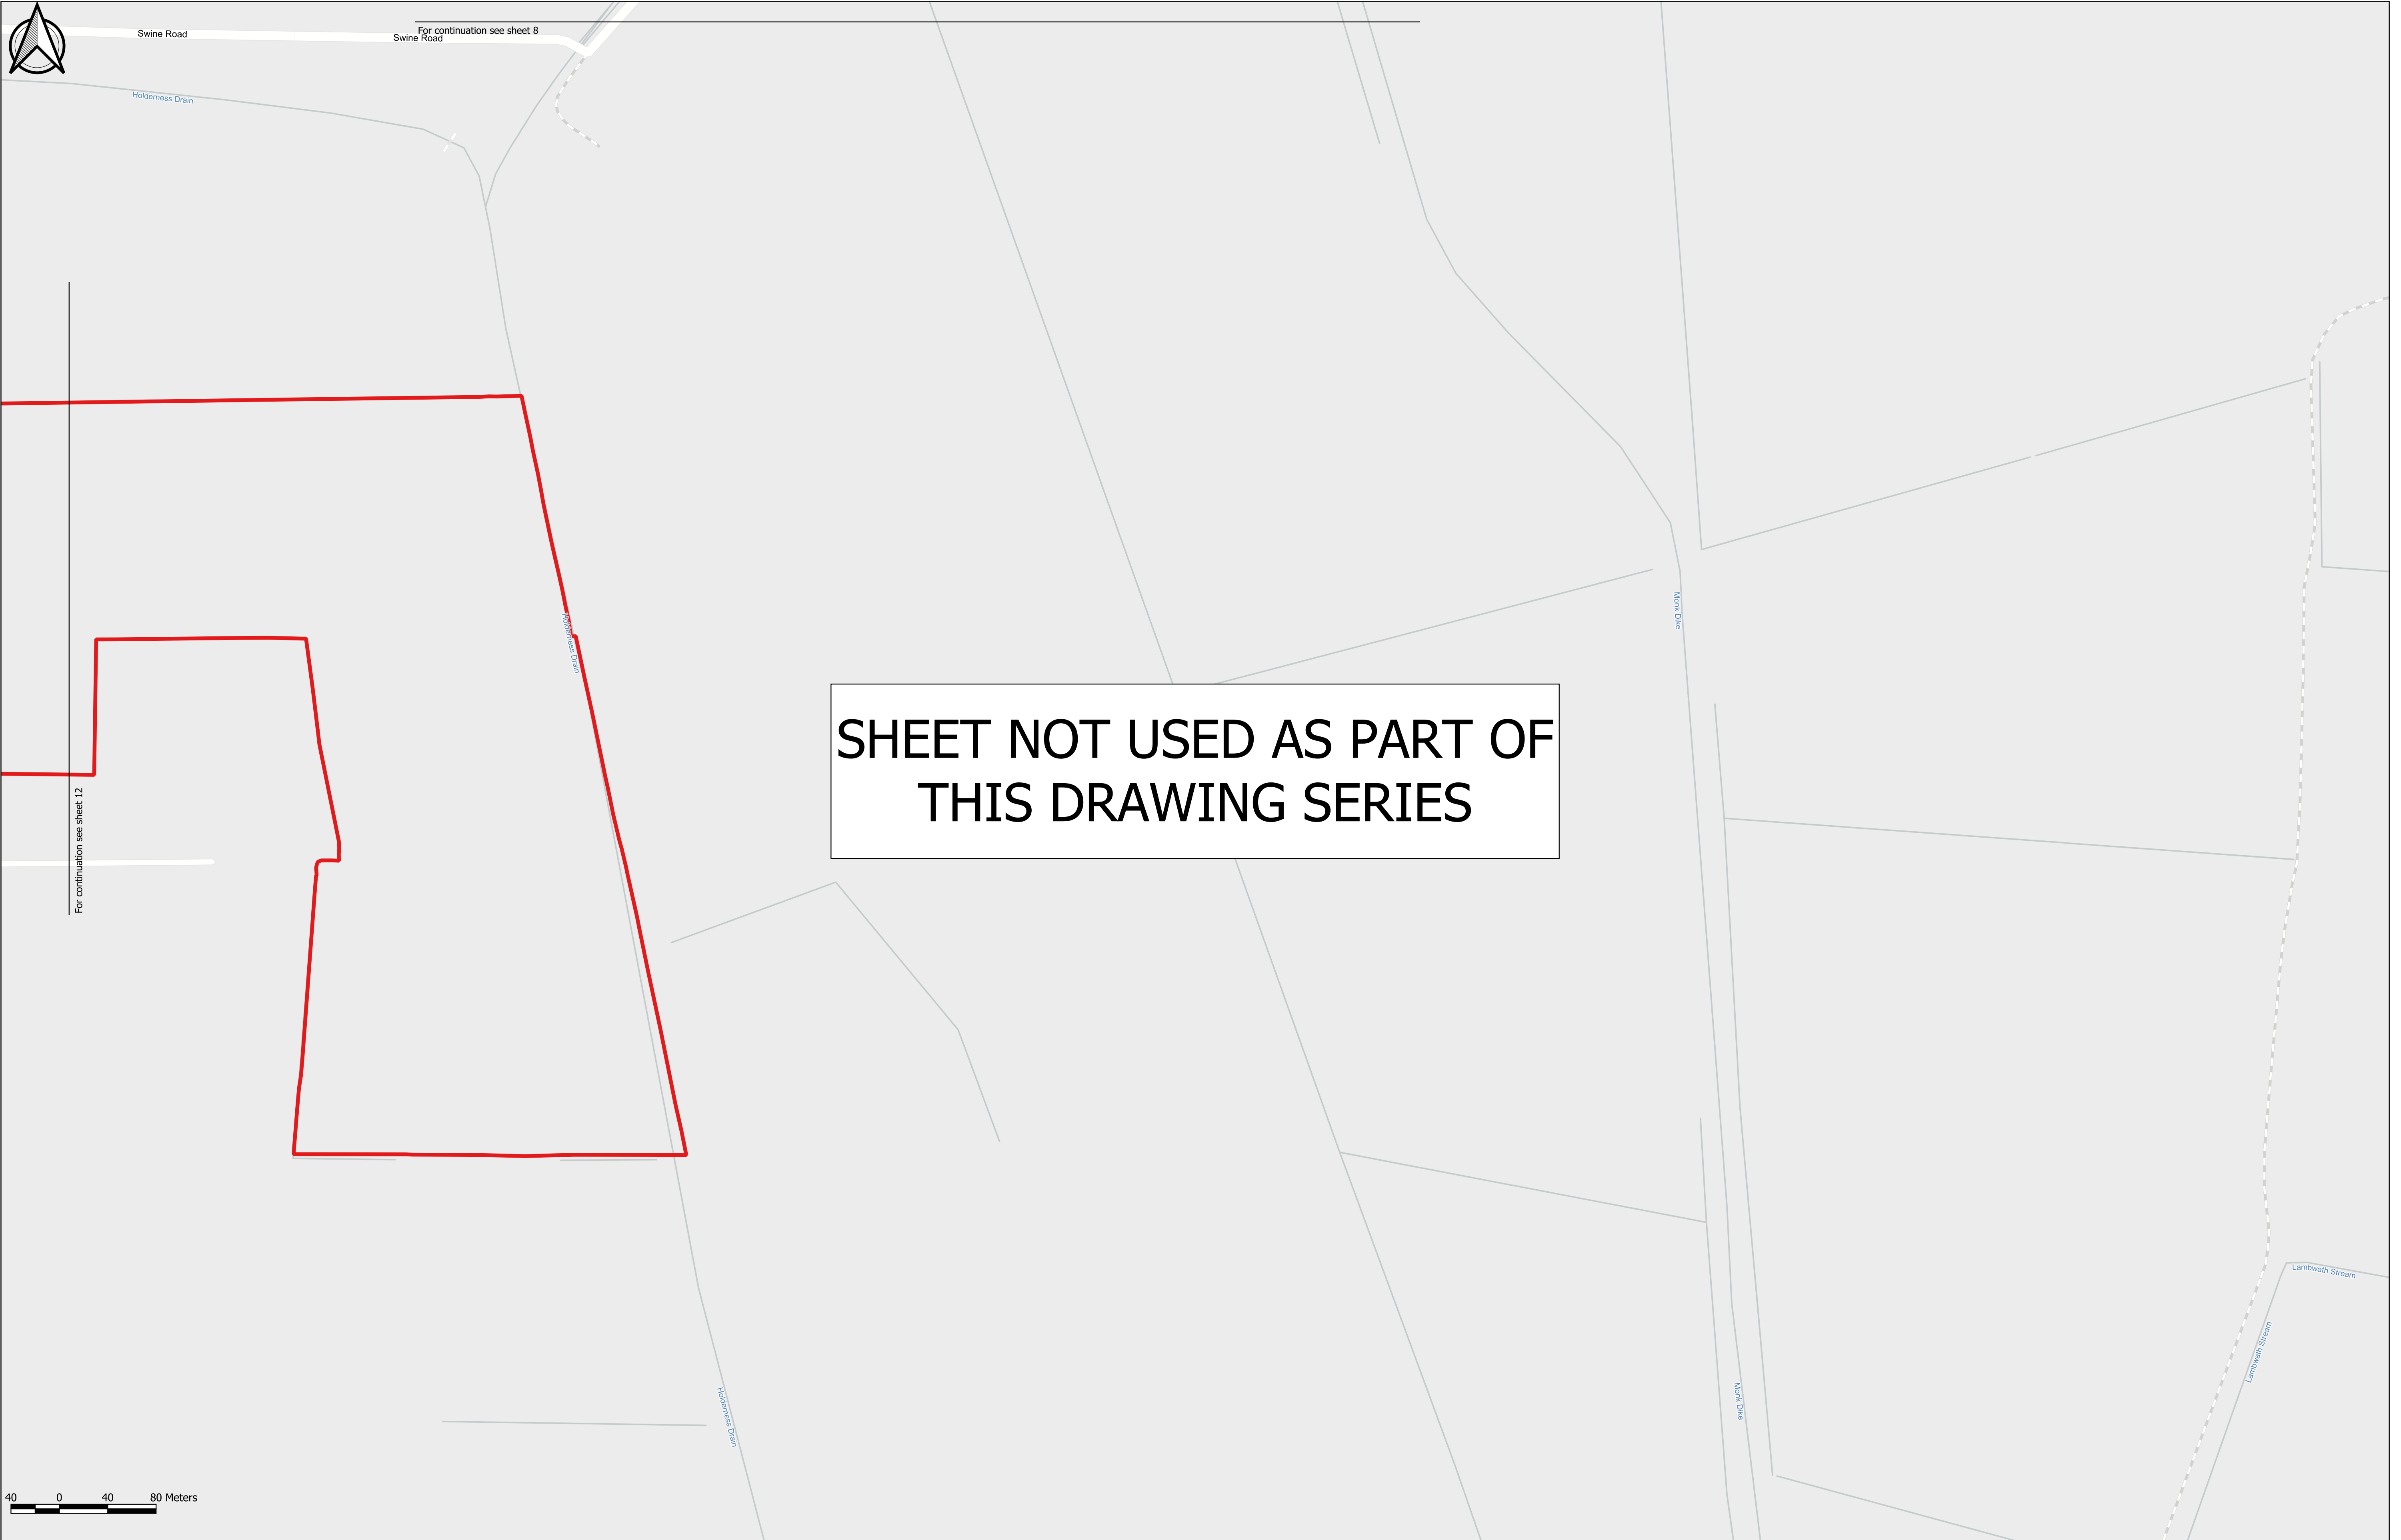 Swine Road
Swine Road
For continuation see sheet 8
Holderness Drain
Holderness Drain
Monk Dike
SHEET NOT USED AS PART OF
THIS DRAWING SERIES
For continuation see sheet 12
Lambwath Stream
Lambwath Stream
Holderness Drain
Monk Dike
40 0 40 80 Meters